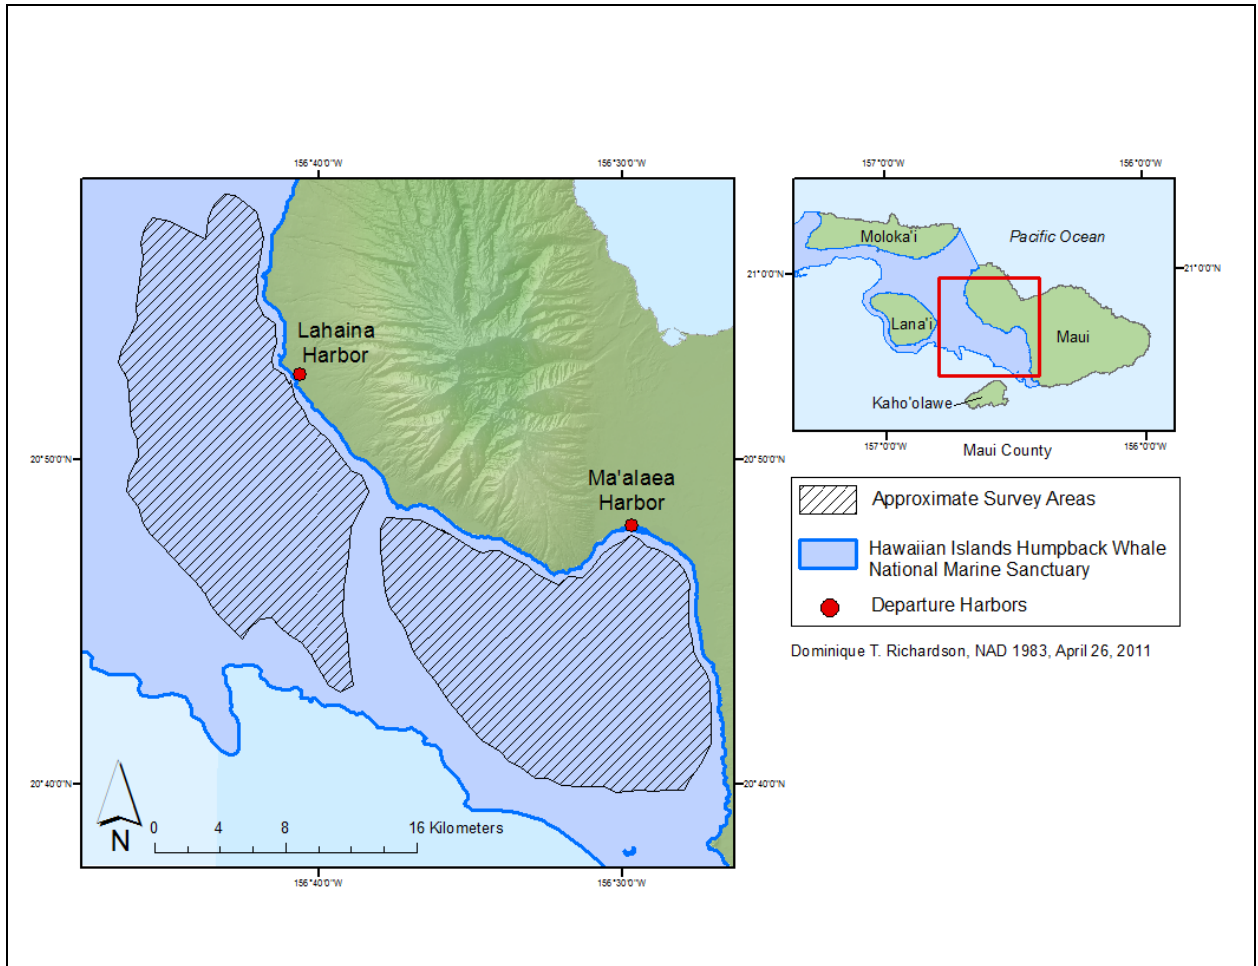 156°40'0"W
156°30'0"W
Lahaina
Harbor
Ma'alaea
Harbor
20°50'0"N
20°50'0"N
20°40'0"N
20°40'0"N
N
0 4 8 16 Kilometers
156°40'0"W
156°30'0"W
157°0'0"W
156°0'0"W
Moloka'i
Pacific Ocean
21°0'0"N
21°0'0"N
Lana'i
Maui
Kaho'olawe
157°0'0"W
156°0'0"W
Maui County
Approximate Survey Areas
Hawaiian Islands Humpback Whale
National Marine Sanctuary
Departure Harbors
Dominique T. Richardson, NAD 1983, April 26, 2011